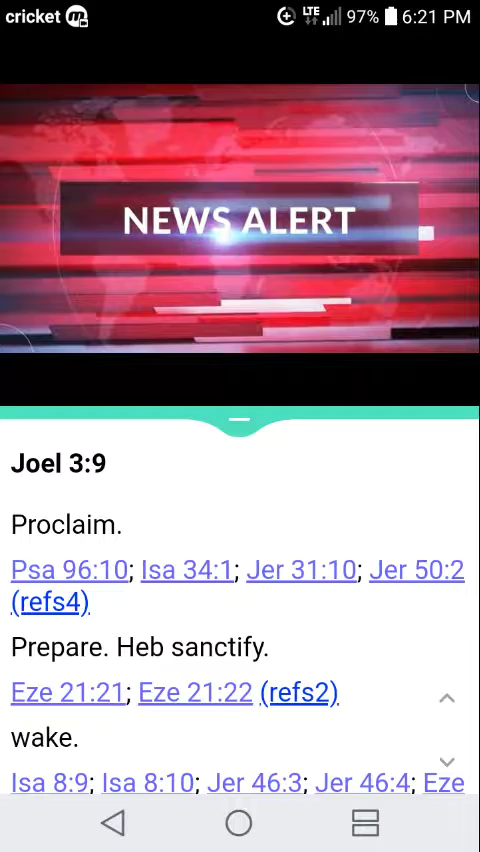 cricket LTE 97% 6:21 PM
NEWS ALERT
Joel 3:9
Proclaim.
Psa 96:10; Isa 34:1; Jer 31:10; Jer 50:2
(refs4)
Prepare. Heb sanctify.
Eze 21:21; Eze 21:22 (refs2)
wake.
Isa 8:9; Isa 8:10; Jer 46:3; Jer 46:4; Eze